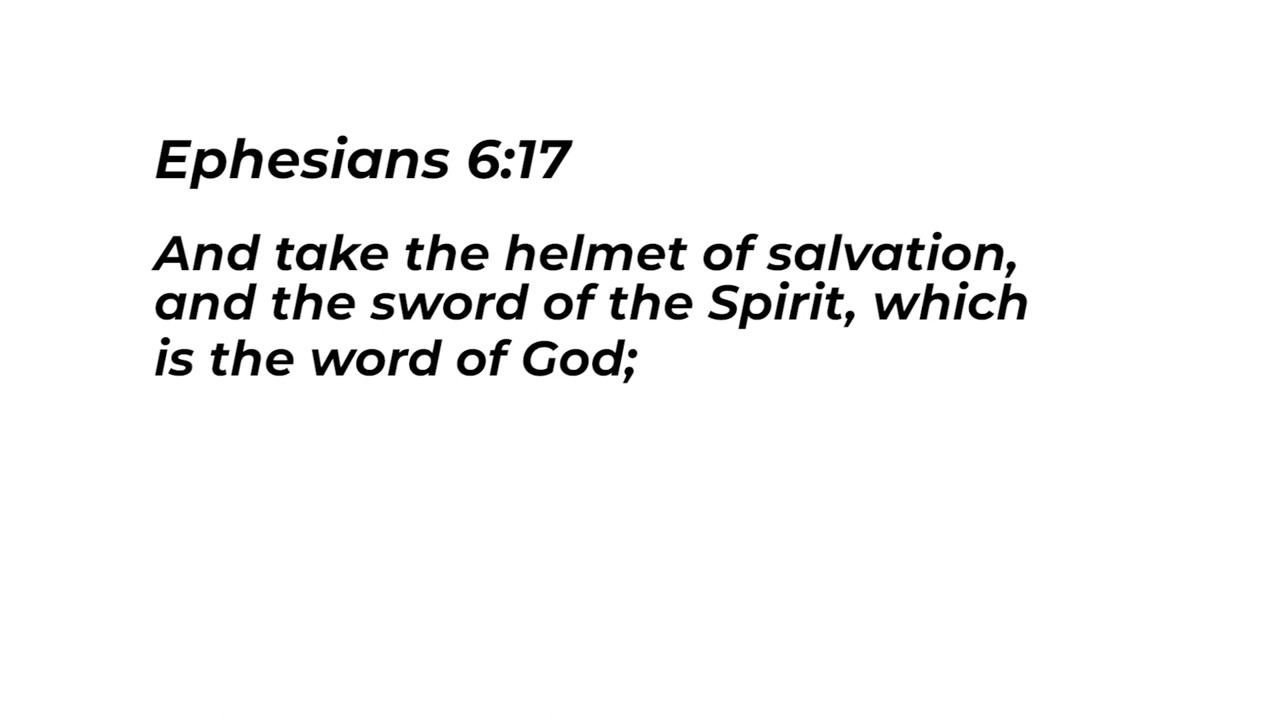 Ephesians 6:17
And take the helmet of salvation,
and the sword of the Spirit, which
is the word of God;